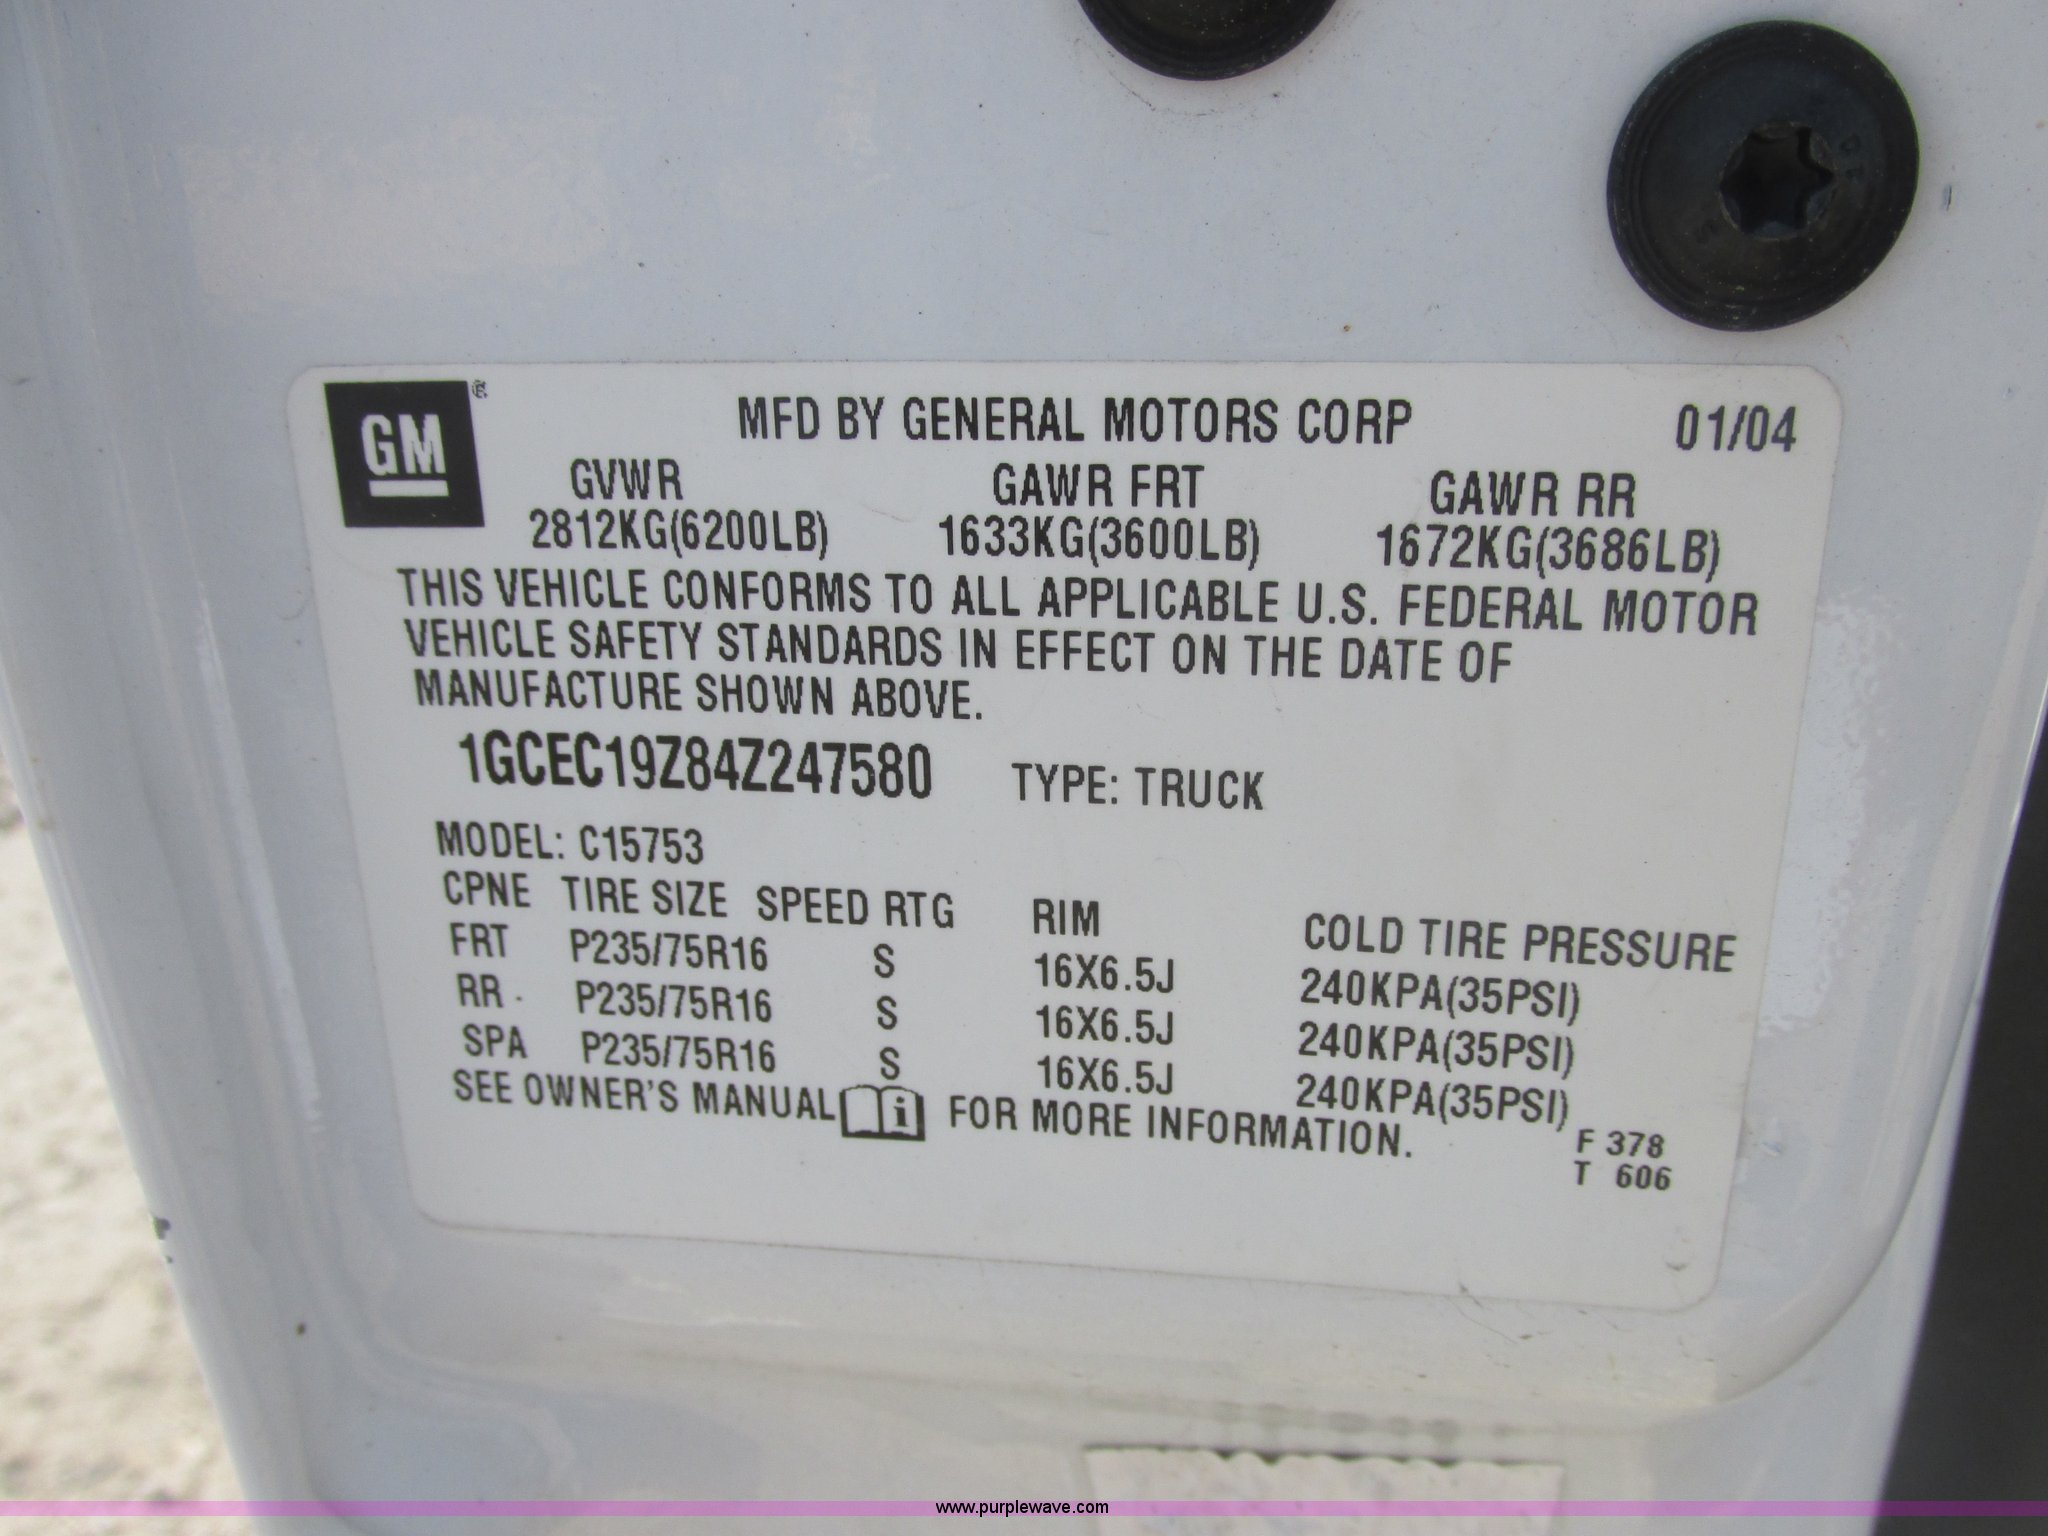 GM
MFD BY GENERAL MOTORS CORP 01/04
GVWR GAWR FRT GAWR RR
2812KG(6200LB) 1633KG(3600LB) 1672KG(3686LB)
THIS VEHICLE CONFORMS TO ALL APPLICABLE U.S. FEDERAL MOTOR
VEHICLE SAFETY STANDARDS IN EFFECT ON THE DATE OF
MANUFACTURE SHOWN ABOVE.
1GCEC19Z84Z247580 TYPE: TRUCK
MODEL: C15753
CPNE TIRE SIZE SPEED RTG RIM COLD TIRE PRESSURE
FRT P235/75R16 S 16X6.5J 240KPA(35PSI)
RR P235/75R16 S 16X6.5J 240KPA(35PSI)
SPA P235/75R16 S 16X6.5J 240KPA(35PSI)
SEE OWNER'S MANUAL i FOR MORE INFORMATION.
F 378
T 606
www.purplewave.com